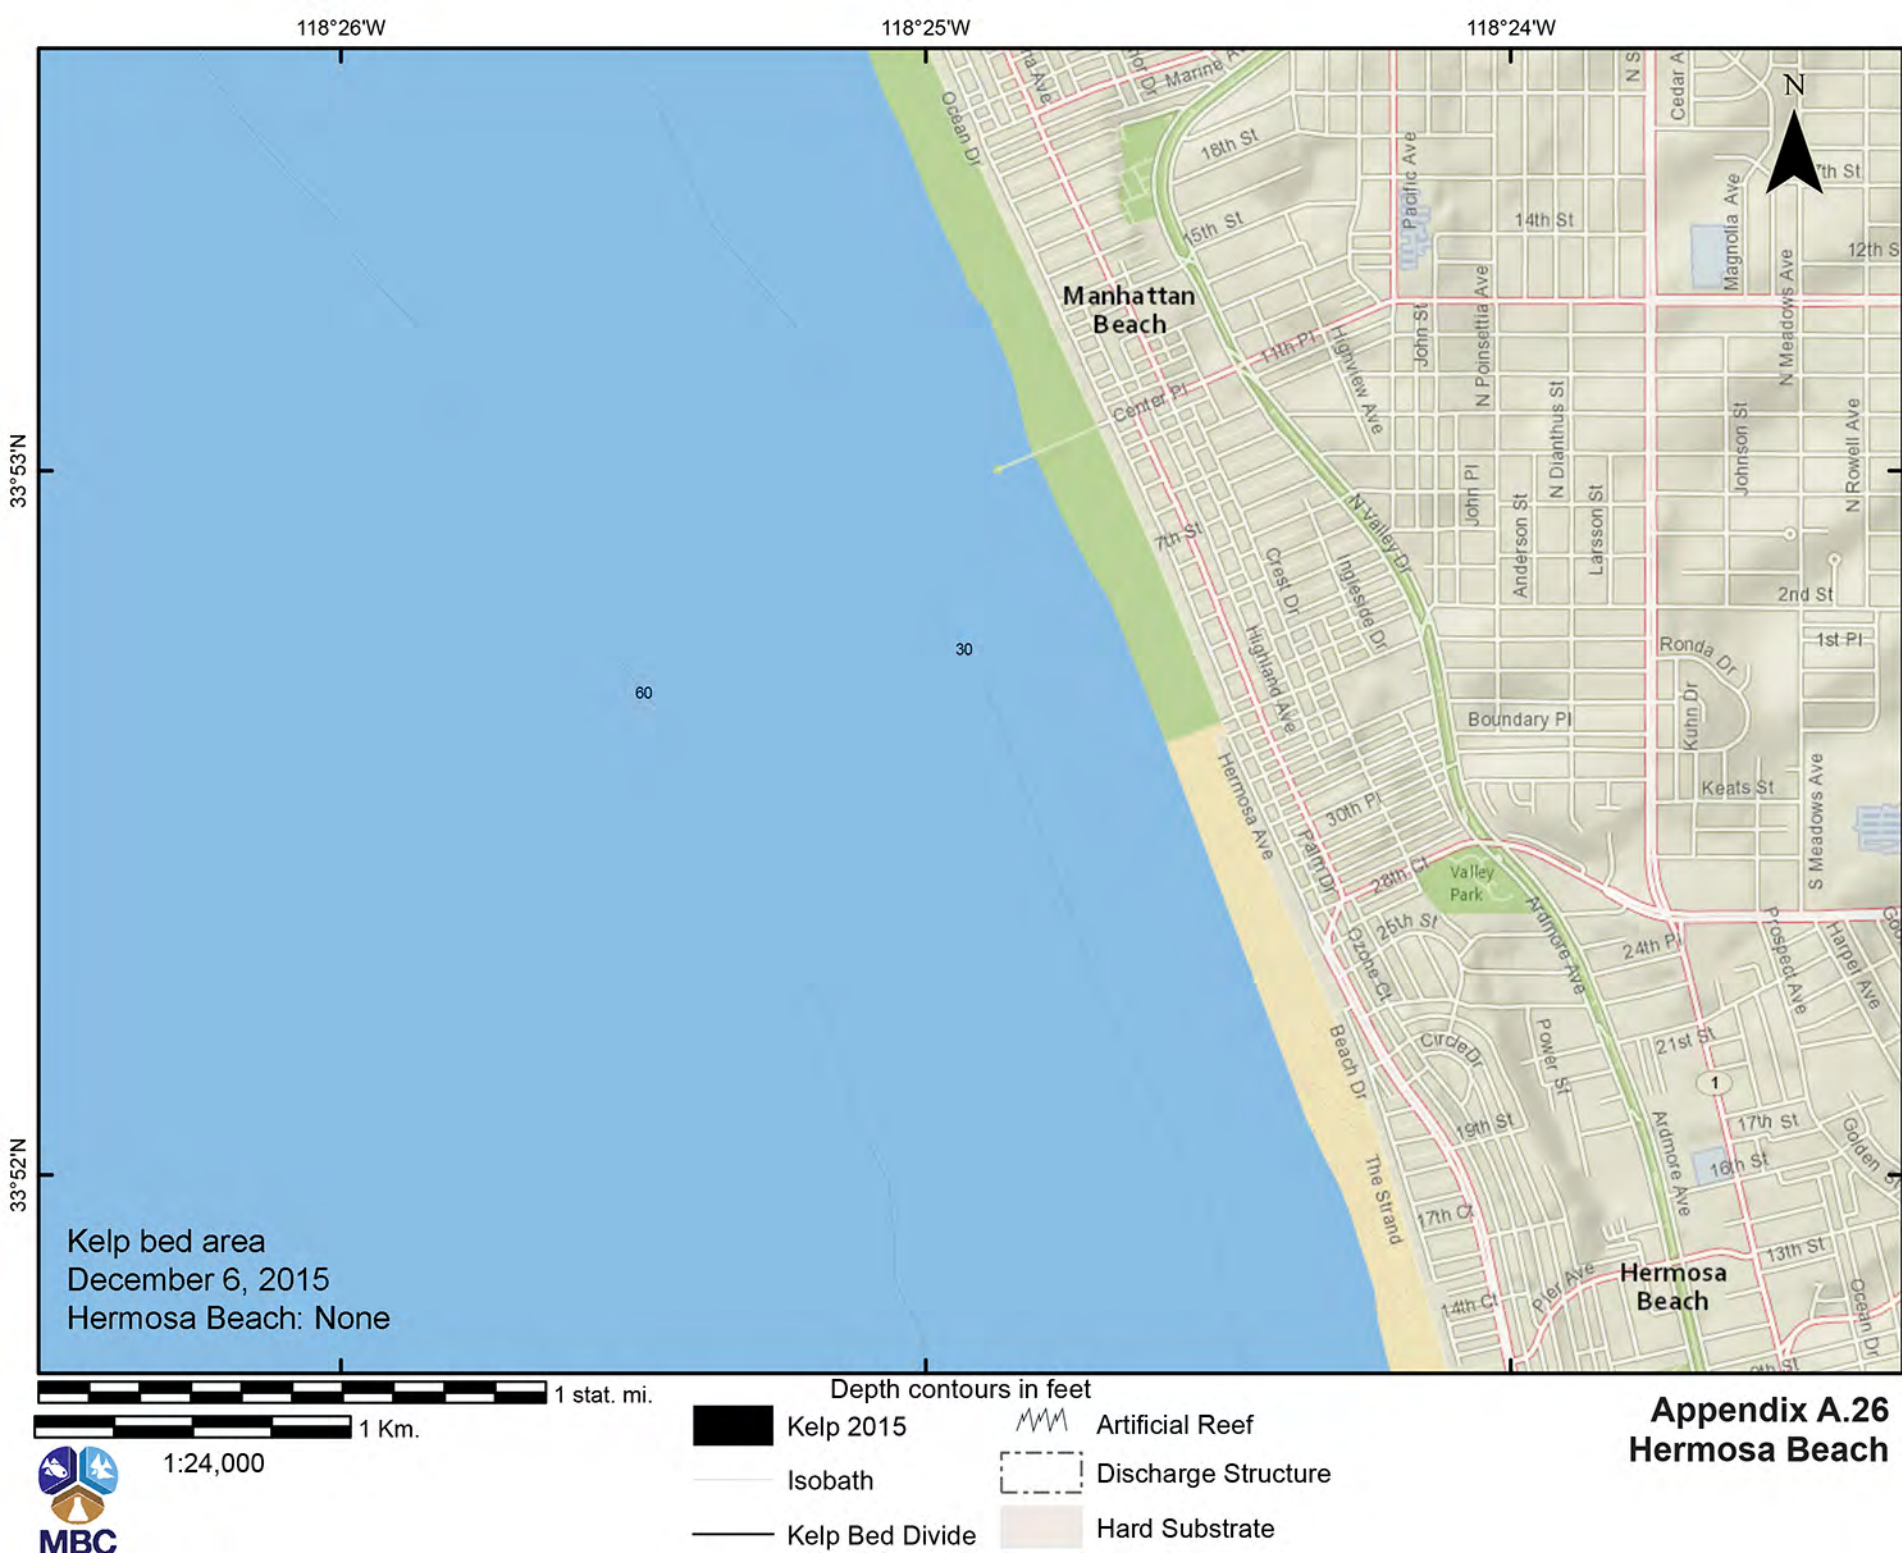 118°26'W
118°25'W
118°24'W
33°53'N
33°52'N
N
Marine A
Ocean Dr
18th St
15th St
Pacific Ave
N S
Cedar A
7th St
14th St
Magnolia Ave
12th S
N Meadows Ave
Manhattan
Beach
11th Pl
Center Pl
Highview Ave
John St
N Poinsettia Ave
N Dianthus St
Johnson St
N Rowell Ave
John Pl
Anderson St
Larsson St
N Valley Dr
7th St
Crest Dr
Ingleside Dr
Highland Ave
2nd St
1st Pl
Ronda Dr
Kuhn Dr
Boundary Pl
Keats St
S Meadows Ave
30
60
Hermosa Ave
30th Pl
Palm Dr
28th Ct
Valley
Park
25th St
Ozone Ct
Ardmore Ave
24th Pl
Prospect Ave
Harper Ave
Beach Dr
Circle Dr
Power St
21st St
1
19th St
Ardmore Ave
17th St
16th St
Golden St
The Strand
17th Ct
14th Ct
Pier Ave
13th St
Hermosa
Beach
Ocean Dr
Kelp bed area
December 6, 2015
Hermosa Beach: None
1 stat. mi.
1 Km.
1:24,000
MBC
Depth contours in feet
Kelp 2015
Isobath
Kelp Bed Divide
Artificial Reef
Discharge Structure
Hard Substrate
Appendix A.26
Hermosa Beach